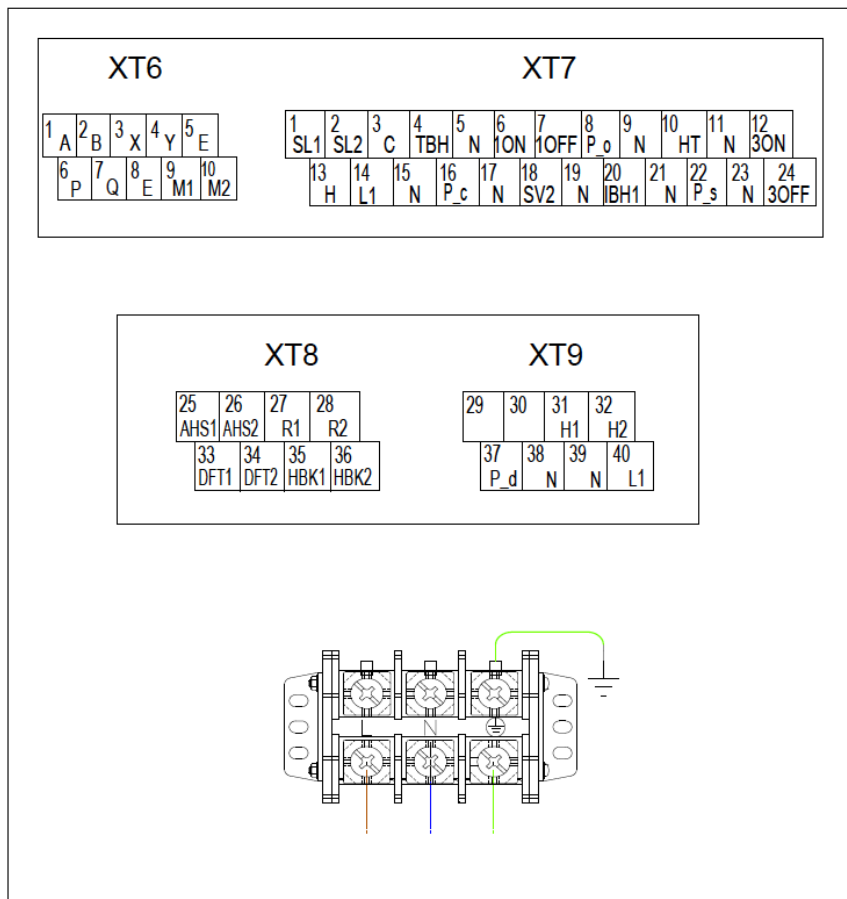 XT6 XT7
1 2 3 4 5
A B X Y E
6 7 8 9 10
P Q E M1 M2
1 2 3 4 5 6 7 8 9 10 11 12
SL1 SL2 C TBH N 1ON 1OFF P_o N HT N 3ON
13 14 15 16 17 18 19 20 21 22 23 24
H L1 N P_c N SV2 N IBH1 N P_s N 3OFF
XT8 XT9
25 26 27 28
AHS1 AHS2 R1 R2
33 34 35 36
DFT1 DFT2 HBK1 HBK2
29 30 31 32
H1 H2
37 38 39 40
P_d N N L1
L N